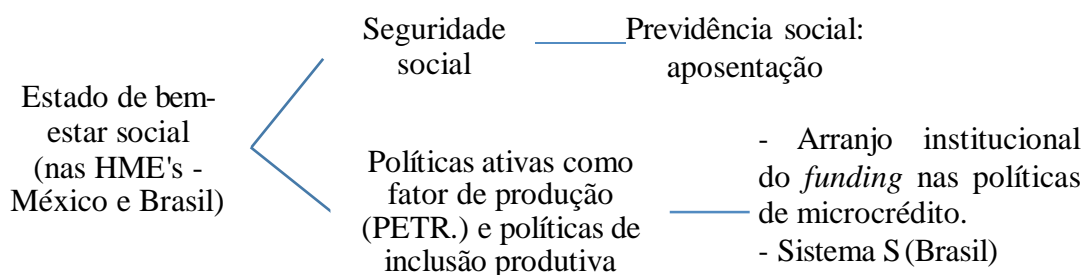 Estado de bem-
estar social
(nas HME's -
México e Brasil)
Seguridade
social
Previdência social:
aposentação
Políticas ativas como
fator de produção
(PETR.) e políticas de
inclusão produtiva
- Arranjo institucional
do funding nas políticas
de microcrédito.
- Sistema S (Brasil)